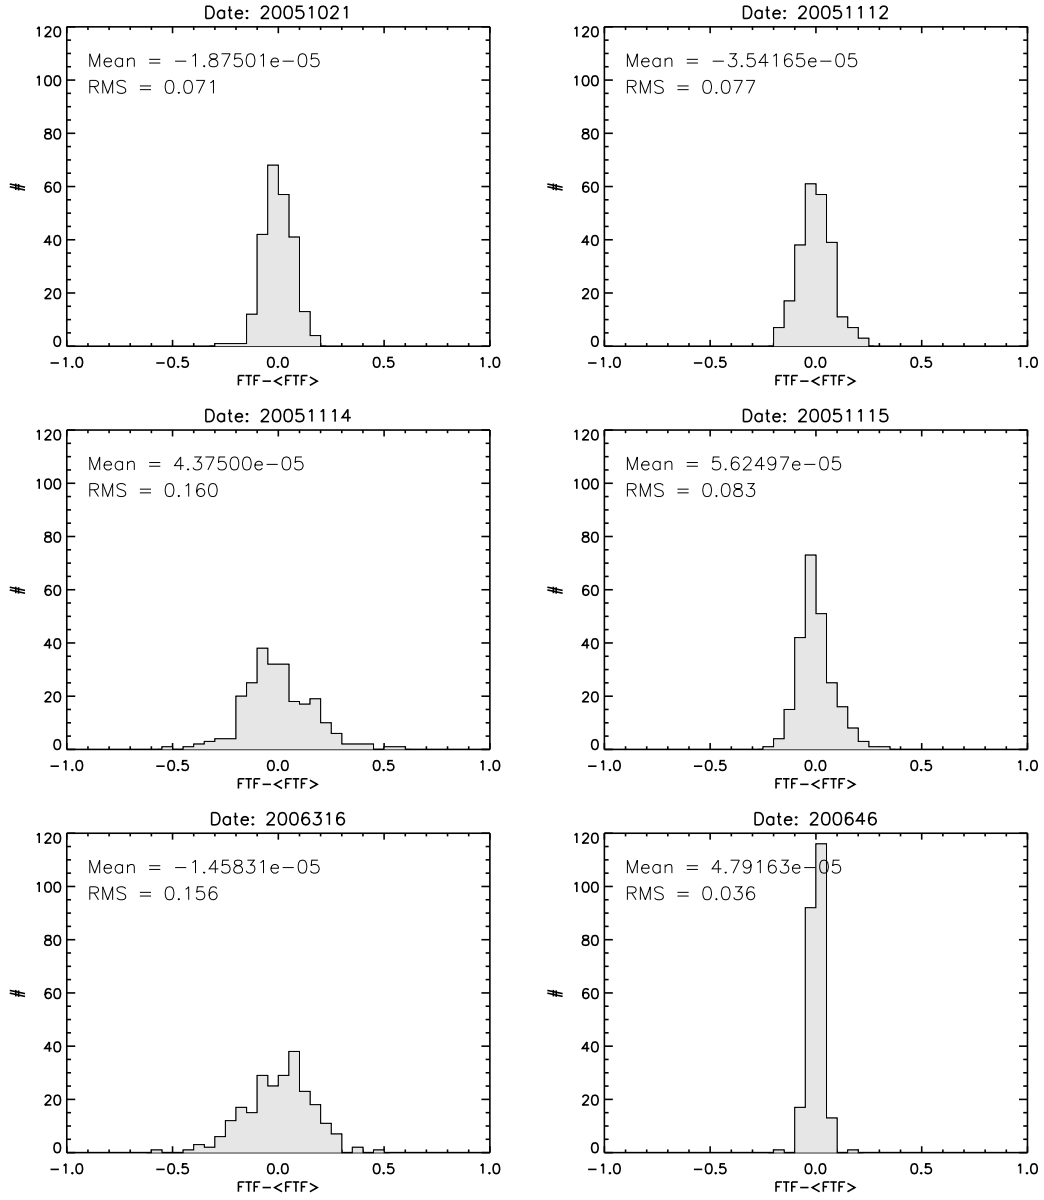 Date: 20051021
120
100
80
60
40
20
0
#
Mean = −1.87501e−05
RMS = 0.071
−1.0 −0.5 0.0 0.5 1.0
FTF−<FTF>
Date: 20051112
120
100
80
60
40
20
0
#
Mean = −3.54165e−05
RMS = 0.077
−1.0 −0.5 0.0 0.5 1.0
FTF−<FTF>
Date: 20051114
120
100
80
60
40
20
0
#
Mean = 4.37500e−05
RMS = 0.160
−1.0 −0.5 0.0 0.5 1.0
FTF−<FTF>
Date: 20051115
120
100
80
60
40
20
0
#
Mean = 5.62497e−05
RMS = 0.083
−1.0 −0.5 0.0 0.5 1.0
FTF−<FTF>
Date: 2006316
120
100
80
60
40
20
0
#
Mean = −1.45831e−05
RMS = 0.156
−1.0 −0.5 0.0 0.5 1.0
FTF−<FTF>
Date: 200646
120
100
80
60
40
20
0
#
Mean = 4.79163e−05
RMS = 0.036
−1.0 −0.5 0.0 0.5 1.0
FTF−<FTF>